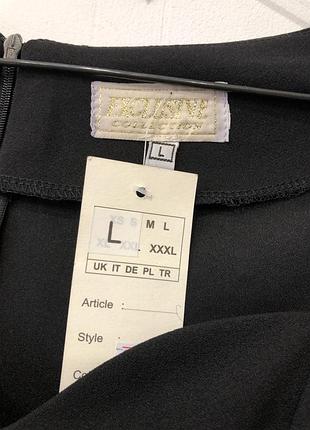 COLLECTION
L
XS S M L
L
XL XXL XXXL
UK IT DE PL TR
Article :
Style